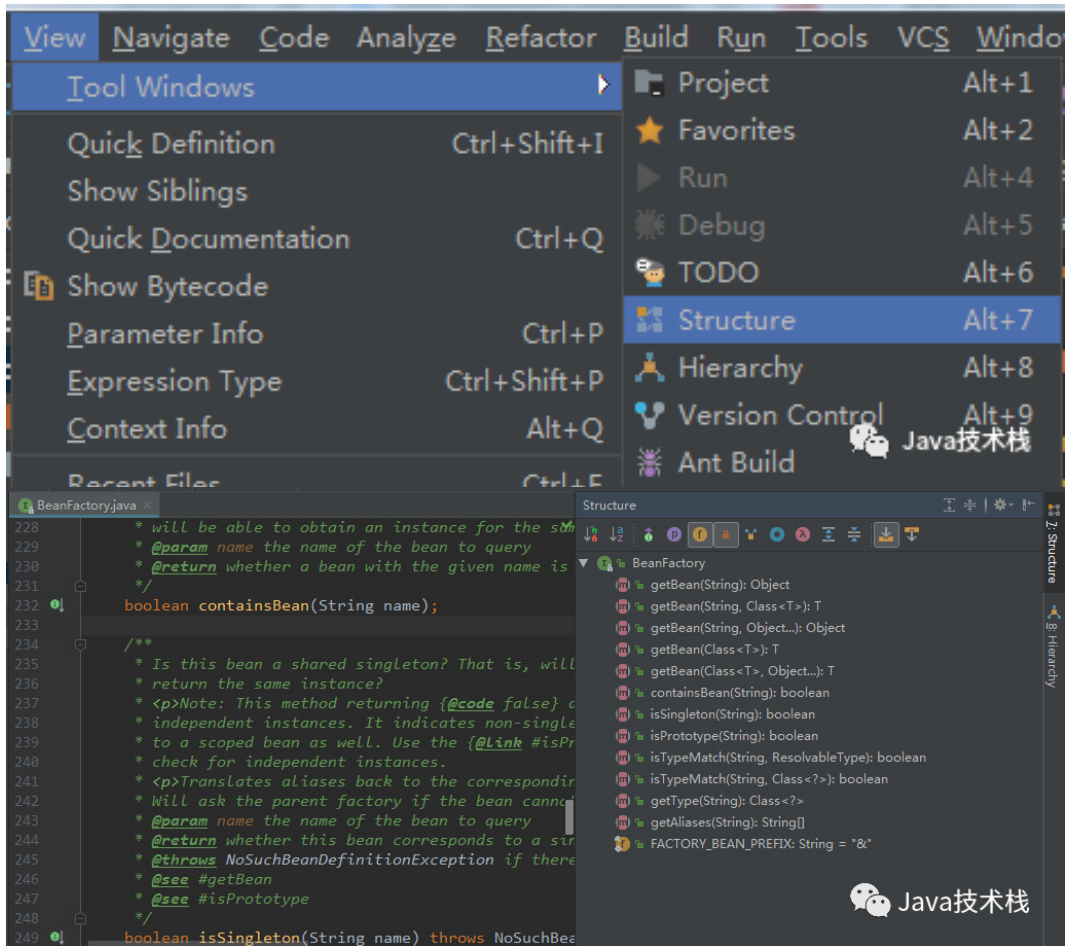 View Navigate Code Analyze Refactor Build Run Tools VCS Windo
Tool Windows
Quick Definition Ctrl+Shift+I
Show Siblings
Quick Documentation Ctrl+Q
Show Bytecode
Parameter Info Ctrl+P
Expression Type Ctrl+Shift+P
Context Info Alt+Q
Recent Files Ctrl+E
Project Alt+1
Favorites Alt+2
Run Alt+4
Debug Alt+5
TODO Alt+6
Structure Alt+7
Hierarchy Alt+8
Version Control Alt+9
Ant Build
Java技术栈
BeanFactory.java
228 * will be able to obtain an instance for the sam
229 * @param name the name of the bean to query
230 * @return whether a bean with the given name is
231 */
232 boolean containsBean(String name);
233
234 /**
235 * Is this bean a shared singleton? That is, will
236 * return the same instance?
237 * <p>Note: This method returning {@code false} d
238 * independent instances. It indicates non-single
239 * to a scoped bean as well. Use the {@link #isPr
240 * check for independent instances.
241 * <p>Translates aliases back to the correspondin
242 * Will ask the parent factory if the bean canno
243 * @param name the name of the bean to query
244 * @return whether this bean corresponds to a sin
245 * @throws NoSuchBeanDefinitionException if there
246 * @see #getBean
247 * @see #isPrototype
248 */
249 boolean isSingleton(String name) throws NoSuchBea
Structure
BeanFactory
getBean(String): Object
getBean(String, Class<T>): T
getBean(String, Object...): Object
getBean(Class<T>): T
getBean(Class<T>, Object...): T
containsBean(String): boolean
isSingleton(String): boolean
isPrototype(String): boolean
isTypeMatch(String, ResolvableType): boolean
isTypeMatch(String, Class<?>): boolean
getType(String): Class<?>
getAliases(String): String[]
FACTORY_BEAN_PREFIX: String = "&"
7: Structure
8: Hierarchy
Java技术栈